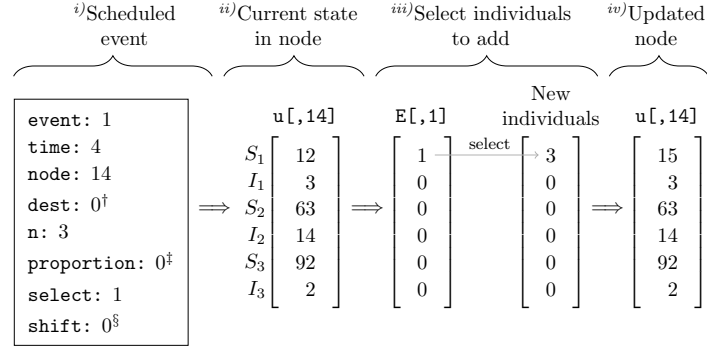 i)Scheduled event
ii)Current state in node
iii)Select individuals to add
iv)Updated node
event: 1
time: 4
node: 14
dest: 0†
n: 3
proportion: 0‡
select: 1
shift: 0§
⟹
u[,14]
S1 12
I1 3
S2 63
I2 14
S3 92
I3 2
⟹
E[,1]
1
0
0
0
0
0
select
New individuals
3
0
0
0
0
0
⟹
u[,14]
15
3
63
14
92
2